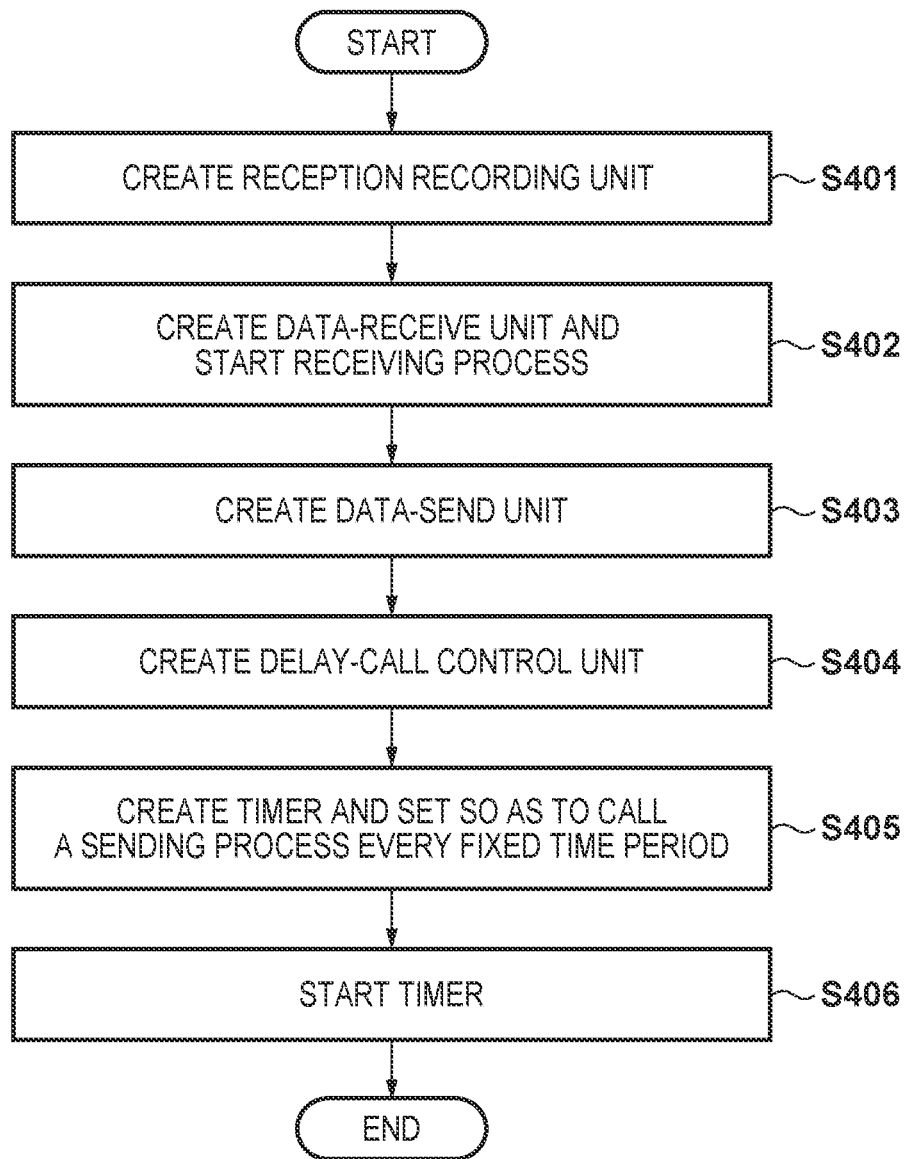 START
CREATE RECEPTION RECORDING UNIT
S401
CREATE DATA-RECEIVE UNIT AND
START RECEIVING PROCESS
S402
CREATE DATA-SEND UNIT
S403
CREATE DELAY-CALL CONTROL UNIT
S404
CREATE TIMER AND SET SO AS TO CALL
A SENDING PROCESS EVERY FIXED TIME PERIOD
S405
START TIMER
S406
END